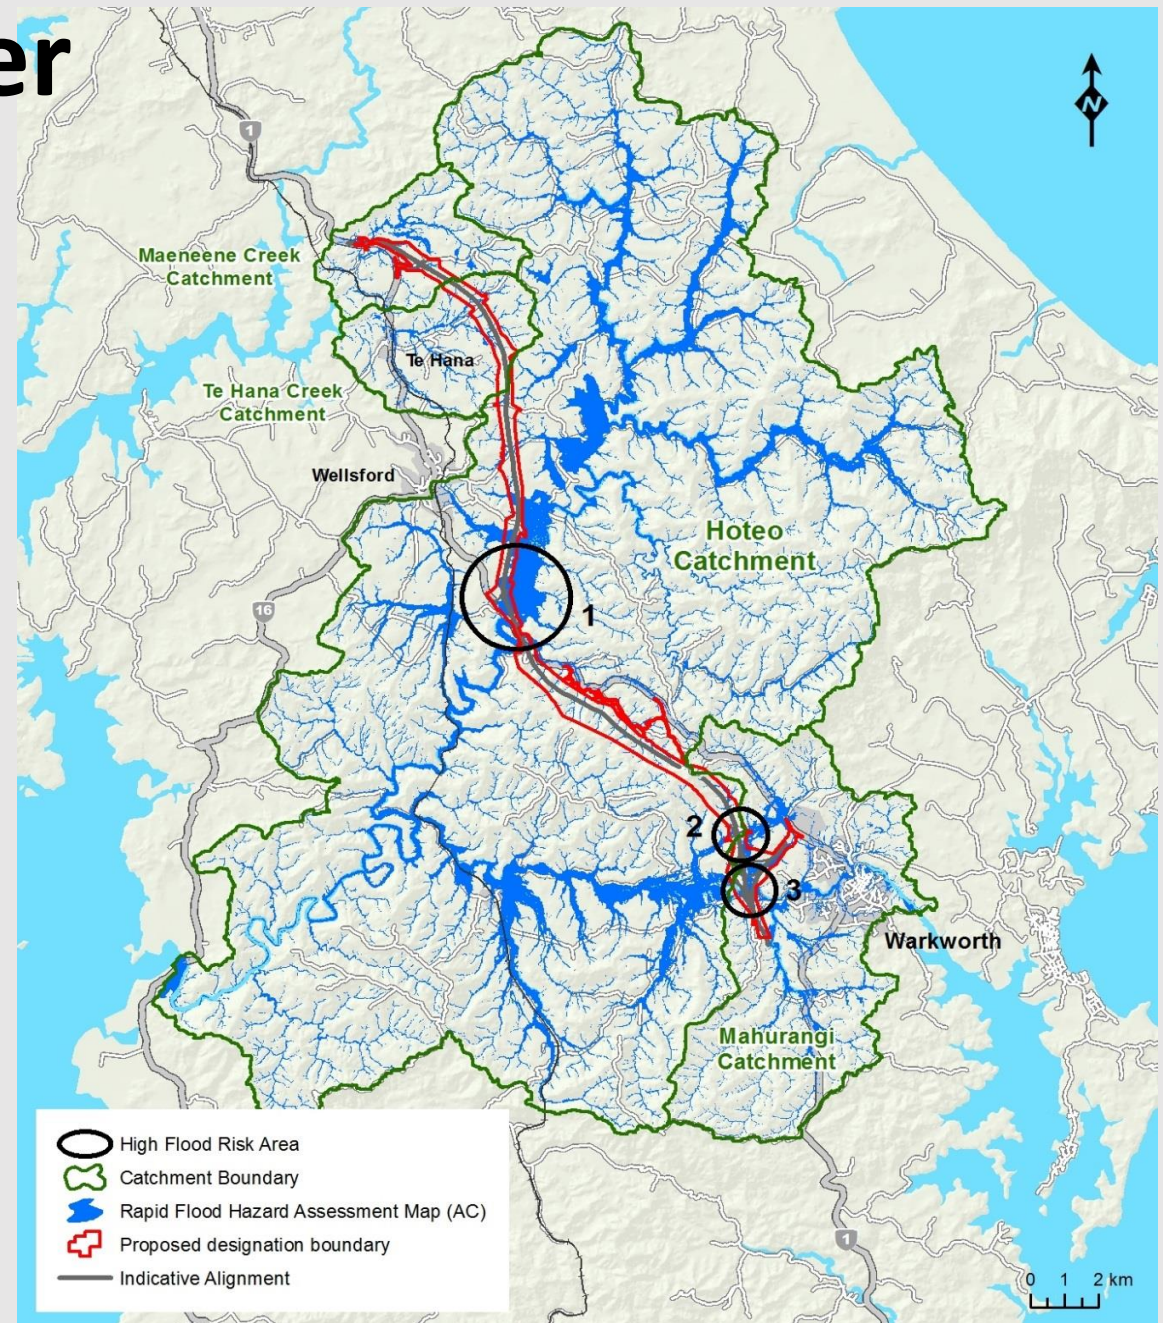 er
N
1
Maeneene Creek
Catchment
Te Hana
Te Hana Creek
Catchment
Wellsford
Hoteo
Catchment
1
16
2
3
Warkworth
Mahurangi
Catchment
High Flood Risk Area
Catchment Boundary
Rapid Flood Hazard Assessment Map (AC)
Proposed designation boundary
Indicative Alignment
1
0 1 2 km